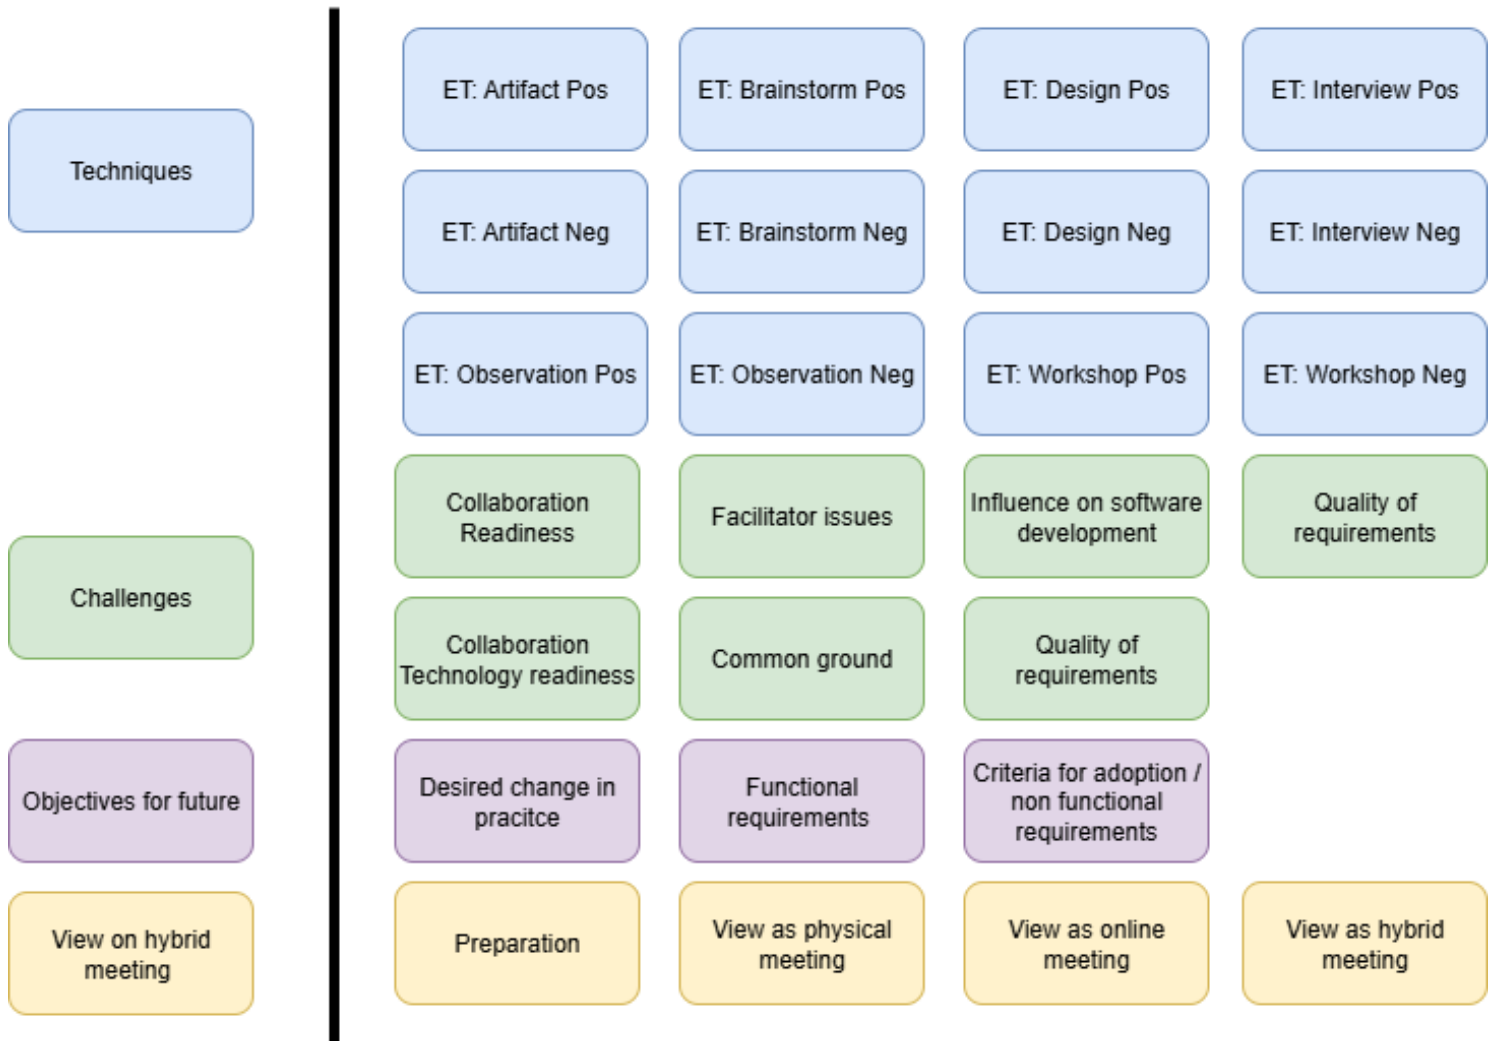 Techniques
Challenges
Objectives for future
View on hybrid
meeting
ET: Artifact Pos
ET: Brainstorm Pos
ET: Design Pos
ET: Interview Pos
ET: Artifact Neg
ET: Brainstorm Neg
ET: Design Neg
ET: Interview Neg
ET: Observation Pos
ET: Observation Neg
ET: Workshop Pos
ET: Workshop Neg
Collaboration
Readiness
Facilitator issues
Influence on software
development
Quality of
requirements
Collaboration
Technology readiness
Common ground
Quality of
requirements
Desired change in
pracitce
Functional
requirements
Criteria for adoption /
non functional
requirements
Preparation
View as physical
meeting
View as online
meeting
View as hybrid
meeting